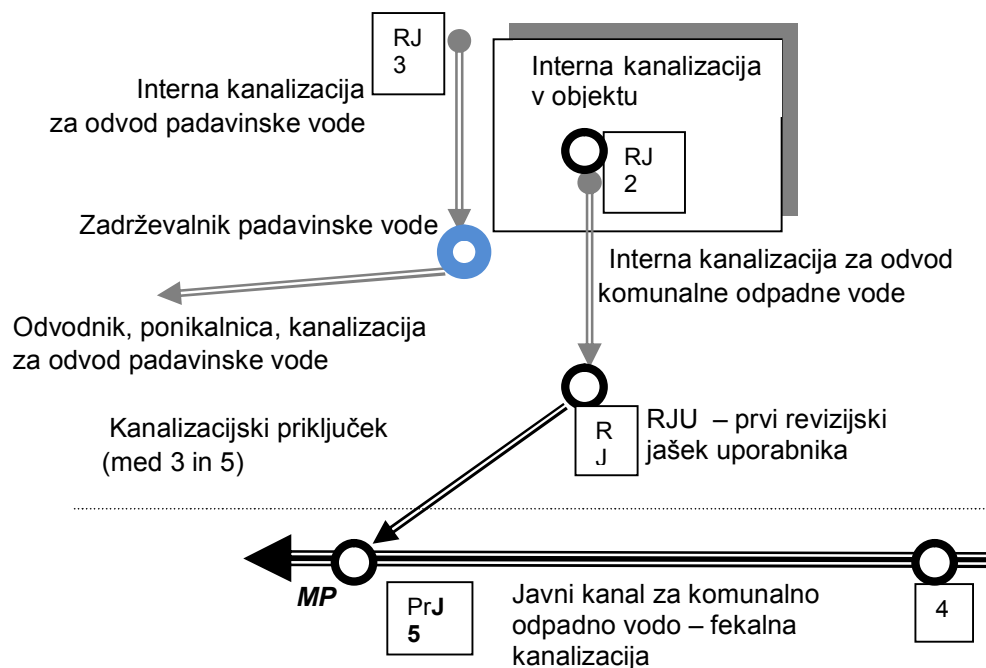 RJ
3
Interna kanalizacija
za odvod padavinske vode
Interna kanalizacija
v objektu
RJ
2
Zadrževalnik padavinske vode
Interna kanalizacija za odvod
komunalne odpadne vode
Odvodnik, ponikalnica, kanalizacija
za odvod padavinske vode
Kanalizacijski priključek
(med 3 in 5)
R
J
RJU – prvi revizijski
jašek uporabnika
MP
PrJ
5
Javni kanal za komunalno
odpadno vodo – fekalna
kanalizacija
4